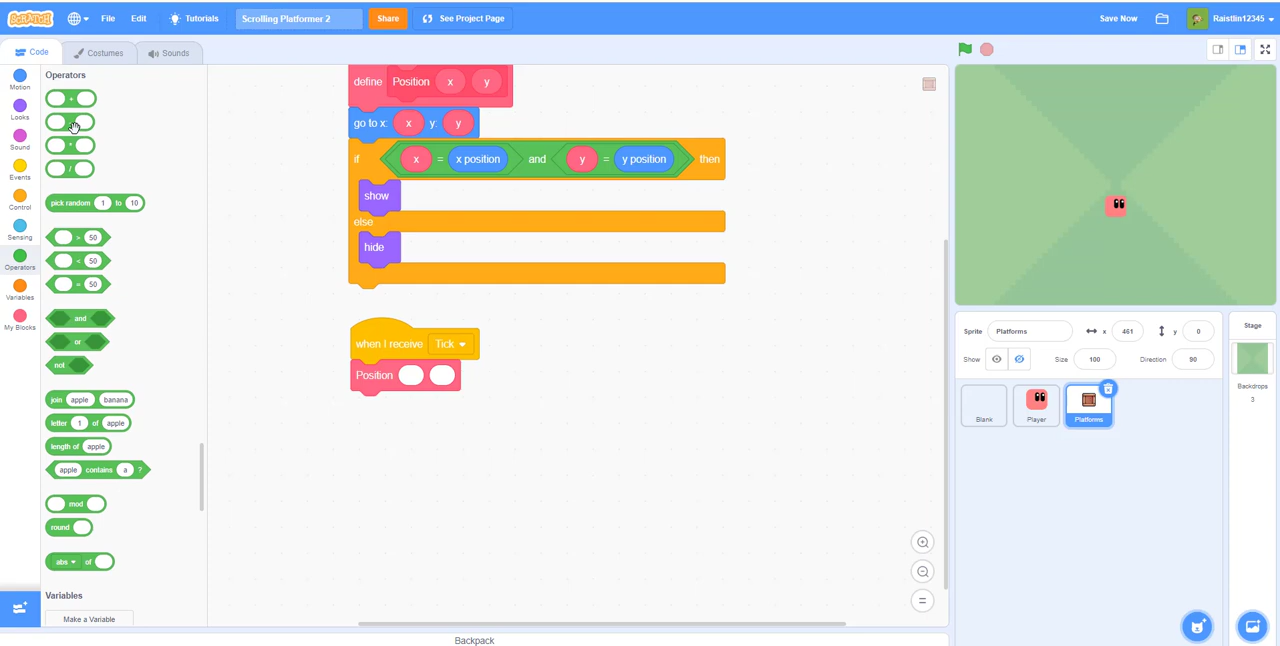 SCRATCH File Edit Tutorials Scrolling Platformer 2 Share See Project Page Save Now Raistlin12345
Code Costumes Sounds
Motion
Looks
Sound
Events
Control
Sensing
Operators
Variables
My Blocks
Operators
+
*
/
pick random 1 to 10
> 50
< 50
= 50
and
or
not
join apple banana
letter 1 of apple
length of apple
apple contains a ?
mod
round
abs of
Variables
Make a Variable
define Position x y
go to x: x y: y
if x = x position and y = y position then
show
else
hide
when I receive Tick
Position
Backpack
Sprite Platforms x 461 y 0
Show Size 100 Direction 90
Blank
Player
Platforms
Stage
Backdrops
3